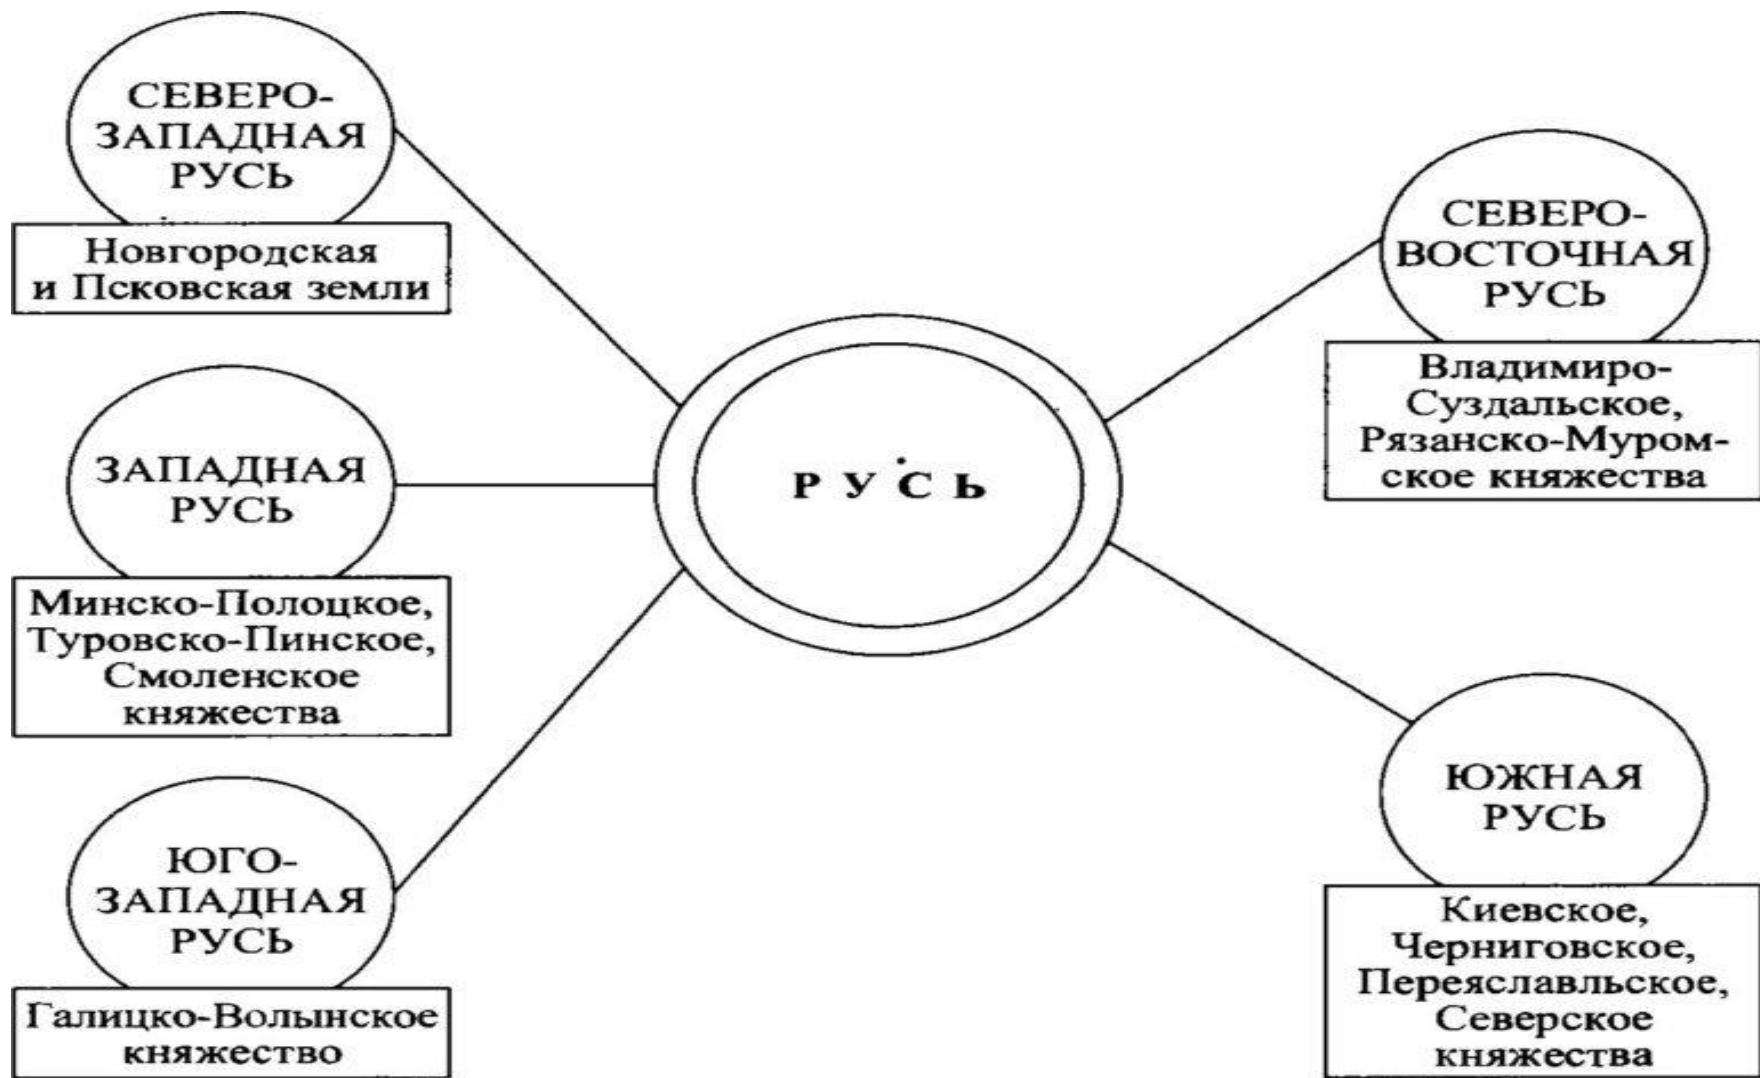 СЕВЕРО-
ЗАПАДНАЯ
РУСЬ
Новгородская
и Псковская земли
ЗАПАДНАЯ
РУСЬ
Минско-Полоцкое,
Туровско-Пинское,
Смоленское
княжества
ЮГО-
ЗАПАДНАЯ
РУСЬ
Галицко-Волынское
княжество
РУСЬ
СЕВЕРО-
ВОСТОЧНАЯ
РУСЬ
Владимиро-
Суздальское,
Рязанско-Муром-
ское княжества
ЮЖНАЯ
РУСЬ
Киевское,
Черниговское,
Переяславльское,
Северское
княжества